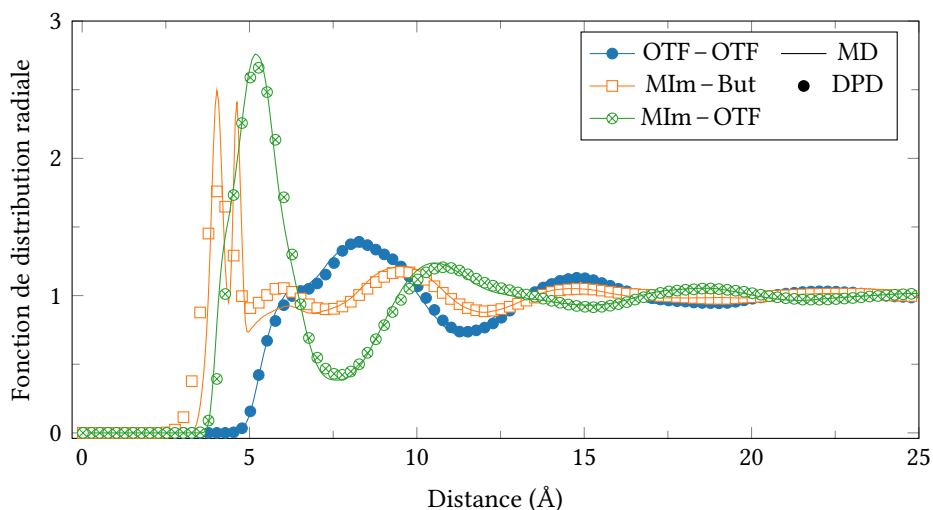 Fonction de distribution radiale
3
2
1
0
OTF – OTF
MIm – But
MIm – OTF
MD
DPD
0 5 10 15 20 25
Distance (Å)